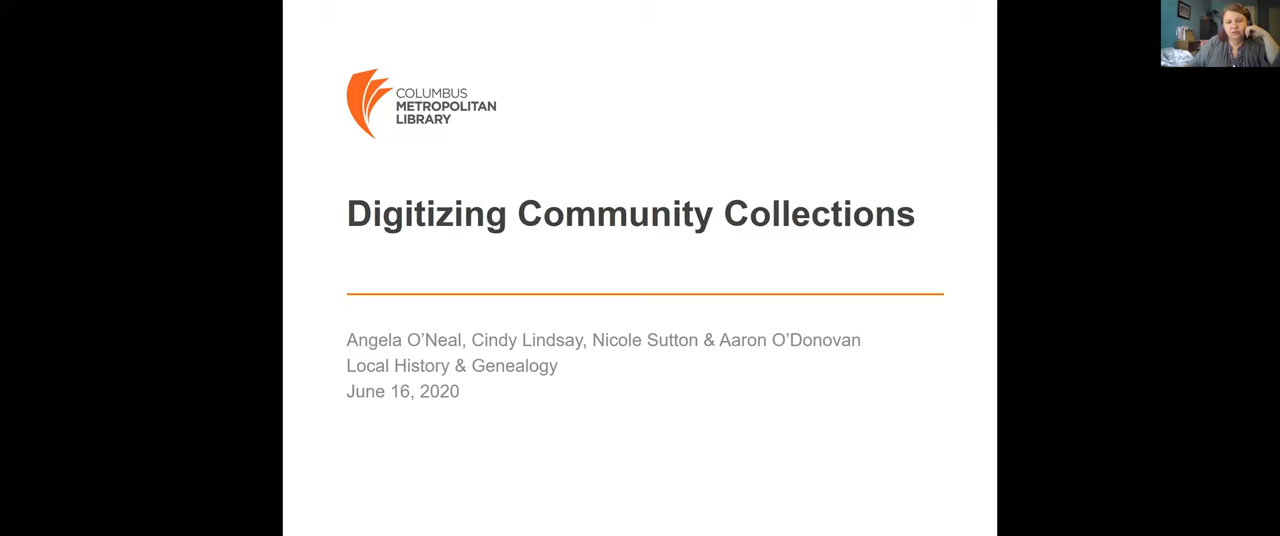 COLUMBUS
METROPOLITAN
LIBRARY
Digitizing Community Collections
Angela O'Neal, Cindy Lindsay, Nicole Sutton & Aaron O'Donovan
Local History & Genealogy
June 16, 2020